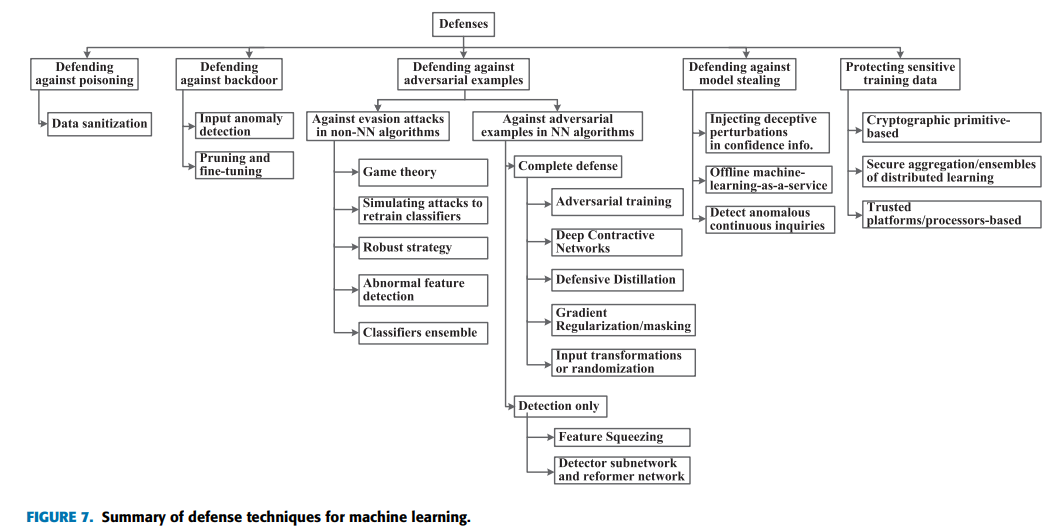 Defenses
Defending
against poisoning
Data sanitization
Defending
against backdoor
Input anomaly
detection
Pruning and
fine-tuning
Defending against
adversarial examples
Against evasion attacks
in non-NN algorithms
Game theory
Simulating attacks to
retrain classifiers
Robust strategy
Abnormal feature
detection
Classifiers ensemble
Against adversarial
examples in NN algorithms
Complete defense
Adversarial training
Deep Contractive
Networks
Defensive Distillation
Gradient
Regularization/masking
Input transformations
or randomization
Detection only
Feature Squeezing
Detector subnetwork
and reformer network
Defending against
model stealing
Injecting deceptive
perturbations
in confidence info.
Offline machine-
learning-as-a-service
Detect anomalous
continuous inquiries
Protecting sensitive
training data
Cryptographic primitive-
based
Secure aggregation/ensembles
of distributed learning
Trusted
platforms/processors-based
FIGURE 7. Summary of defense techniques for machine learning.